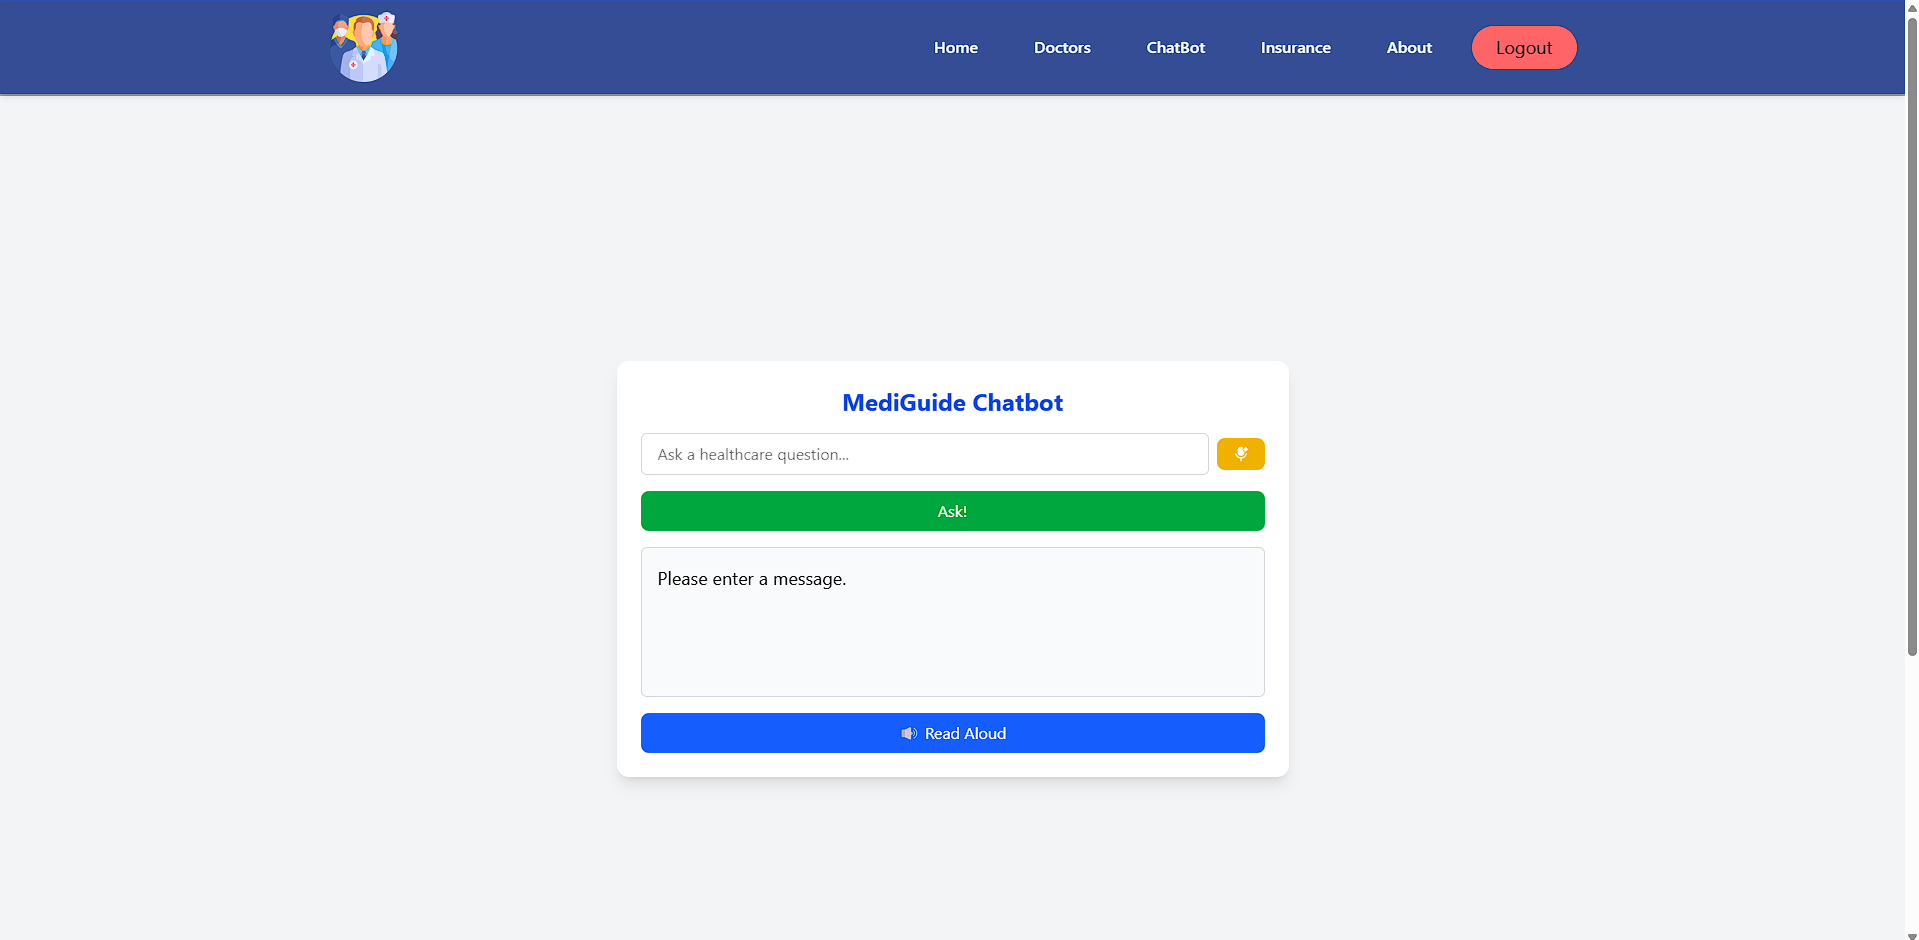 Home Doctors ChatBot Insurance About Logout
MediGuide Chatbot
Ask a healthcare question...
Ask!
Please enter a message.
Read Aloud